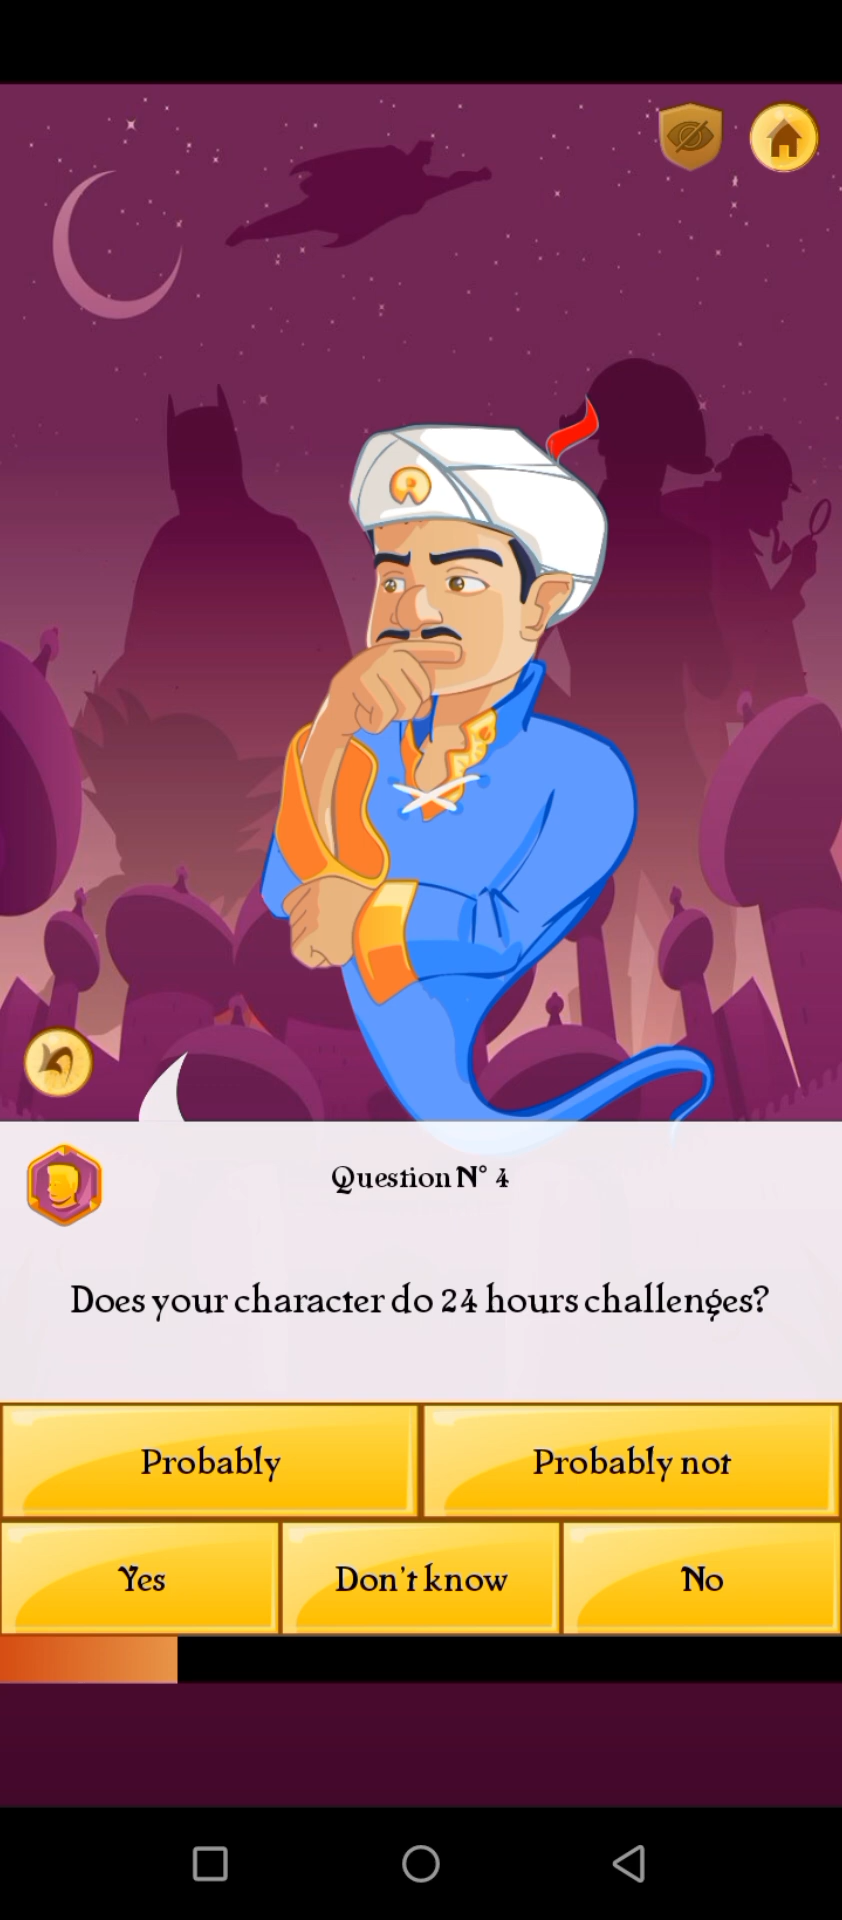 Question N° 4
Does your character do 24 hours challenges?
Probably
Probably not
Yes
Don't know
No